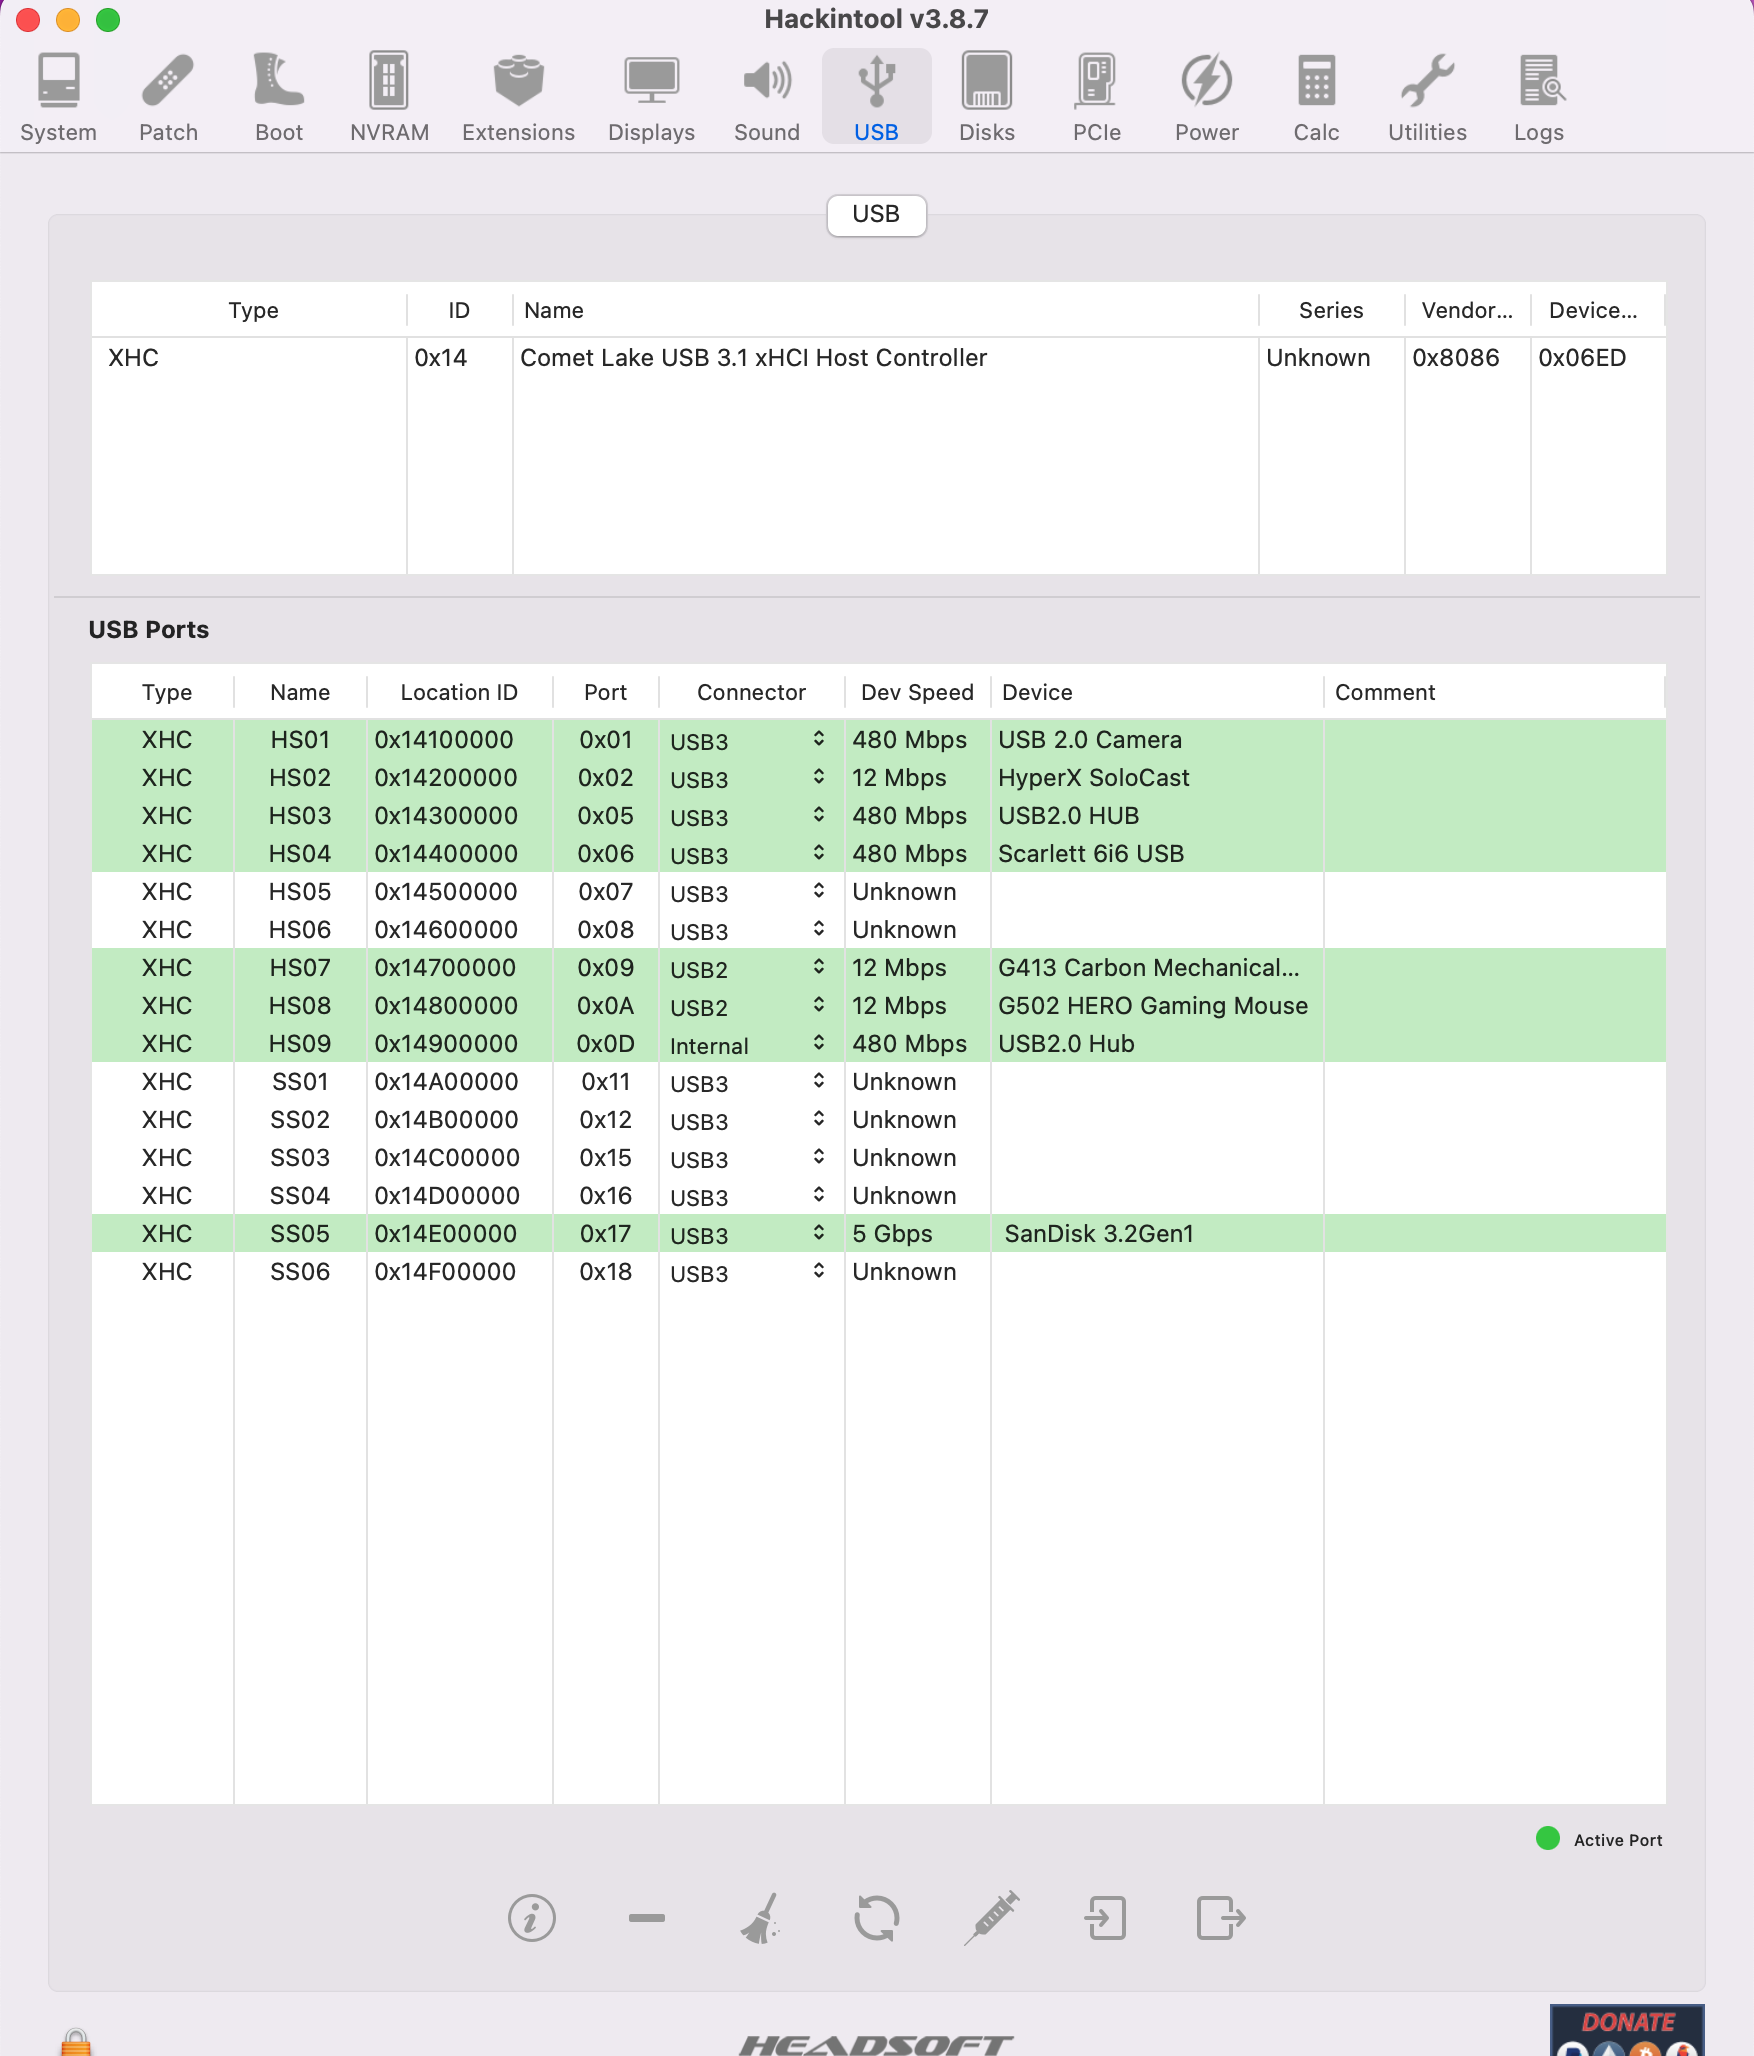 Hackintool v3.8.7
System Patch Boot NVRAM Extensions Displays Sound USB Disks PCIe Power Calc Utilities Logs
USB
Type ID Name Series Vendor... Device...
XHC 0x14 Comet Lake USB 3.1 xHCI Host Controller Unknown 0x8086 0x06ED
USB Ports
Type Name Location ID Port Connector Dev Speed Device Comment
XHC HS01 0x14100000 0x01 USB3 480 Mbps USB 2.0 Camera
XHC HS02 0x14200000 0x02 USB3 12 Mbps HyperX SoloCast
XHC HS03 0x14300000 0x05 USB3 480 Mbps USB2.0 HUB
XHC HS04 0x14400000 0x06 USB3 480 Mbps Scarlett 6i6 USB
XHC HS05 0x14500000 0x07 USB3 Unknown
XHC HS06 0x14600000 0x08 USB3 Unknown
XHC HS07 0x14700000 0x09 USB2 12 Mbps G413 Carbon Mechanical...
XHC HS08 0x14800000 0x0A USB2 12 Mbps G502 HERO Gaming Mouse
XHC HS09 0x14900000 0x0D Internal 480 Mbps USB2.0 Hub
XHC SS01 0x14A00000 0x11 USB3 Unknown
XHC SS02 0x14B00000 0x12 USB3 Unknown
XHC SS03 0x14C00000 0x15 USB3 Unknown
XHC SS04 0x14D00000 0x16 USB3 Unknown
XHC SS05 0x14E00000 0x17 USB3 5 Gbps SanDisk 3.2Gen1
XHC SS06 0x14F00000 0x18 USB3 Unknown
Active Port
DONATE
HEADSOFT